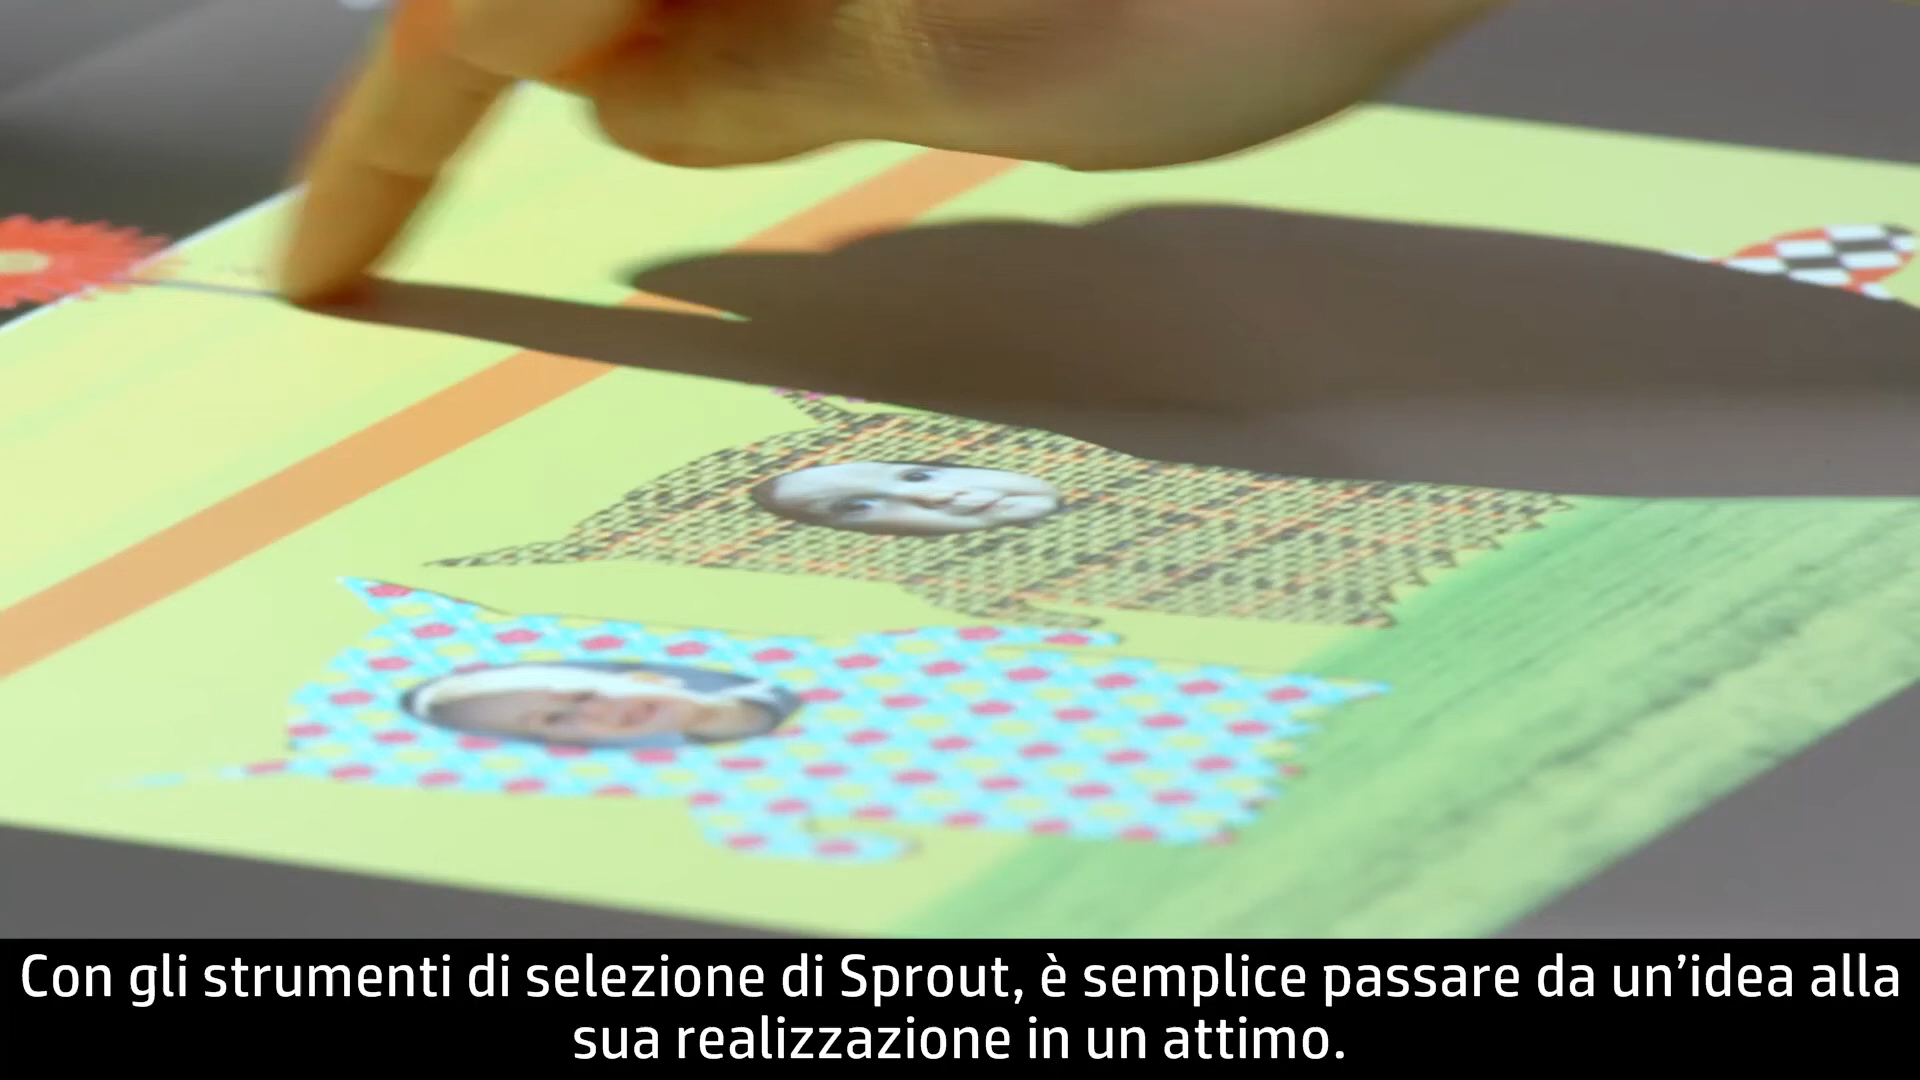 Con gli strumenti di selezione di Sprout, è semplice passare da un’idea alla
sua realizzazione in un attimo.